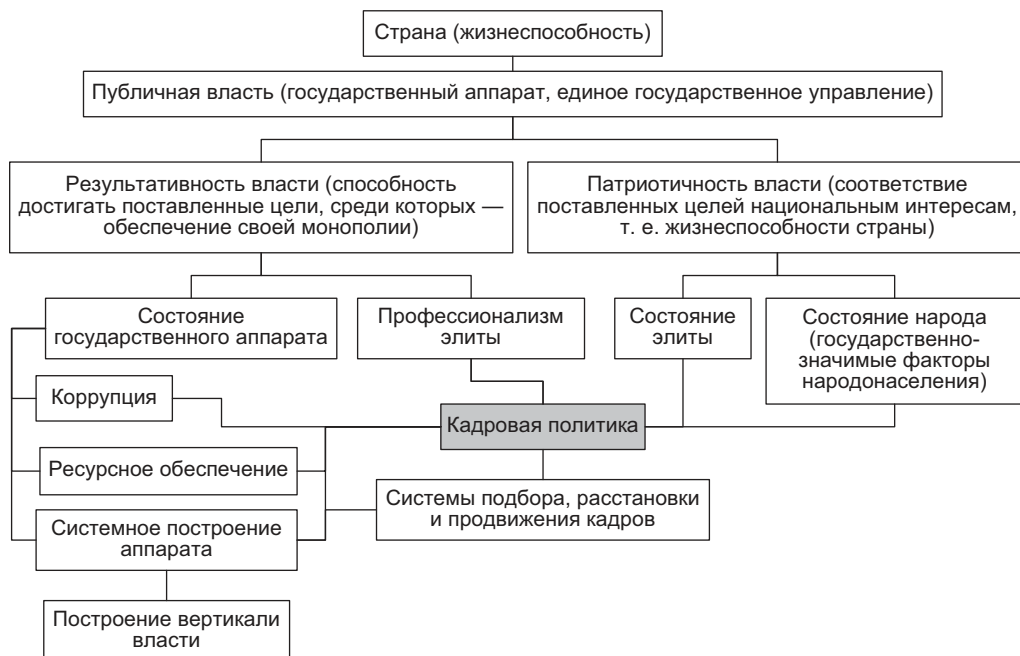 Страна (жизнеспособность)
Публичная власть (государственный аппарат, единое государственное управление)
Результативность власти (способность
достигать поставленные цели, среди которых —
обеспечение своей монополии)
Патриотичность власти (соответствие
поставленных целей национальным интересам,
т. е. жизнеспособности страны)
Состояние
государственного аппарата
Профессионализм
элиты
Состояние
элиты
Состояние народа
(государственно-
значимые факторы
народонаселения)
Коррупция
Кадровая политика
Ресурсное обеспечение
Системы подбора, расстановки
и продвижения кадров
Системное построение
аппарата
Построение вертикали
власти